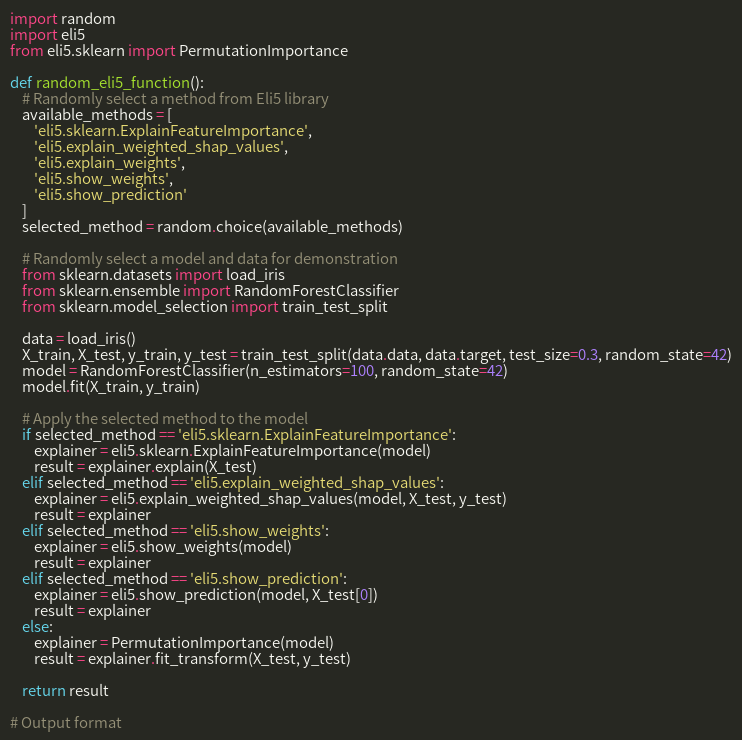 import random
import eli5
from eli5.sklearn import PermutationImportance

def random_eli5_function():
    # Randomly select a method from Eli5 library
    available_methods = [
        'eli5.sklearn.ExplainFeatureImportance',
        'eli5.explain_weighted_shap_values',
        'eli5.explain_weights',
        'eli5.show_weights',
        'eli5.show_prediction'
    ]
    selected_method = random.choice(available_methods)

    # Randomly select a model and data for demonstration
    from sklearn.datasets import load_iris
    from sklearn.ensemble import RandomForestClassifier
    from sklearn.model_selection import train_test_split

    data = load_iris()
    X_train, X_test, y_train, y_test = train_test_split(data.data, data.target, test_size=0.3, random_state=42)
    model = RandomForestClassifier(n_estimators=100, random_state=42)
    model.fit(X_train, y_train)

    # Apply the selected method to the model
    if selected_method == 'eli5.sklearn.ExplainFeatureImportance':
        explainer = eli5.sklearn.ExplainFeatureImportance(model)
        result = explainer.explain(X_test)
    elif selected_method == 'eli5.explain_weighted_shap_values':
        explainer = eli5.explain_weighted_shap_values(model, X_test, y_test)
        result = explainer
    elif selected_method == 'eli5.show_weights':
        explainer = eli5.show_weights(model)
        result = explainer
    elif selected_method == 'eli5.show_prediction':
        explainer = eli5.show_prediction(model, X_test[0])
        result = explainer
    else:
        explainer = PermutationImportance(model)
        result = explainer.fit_transform(X_test, y_test)

    return result

# Output format